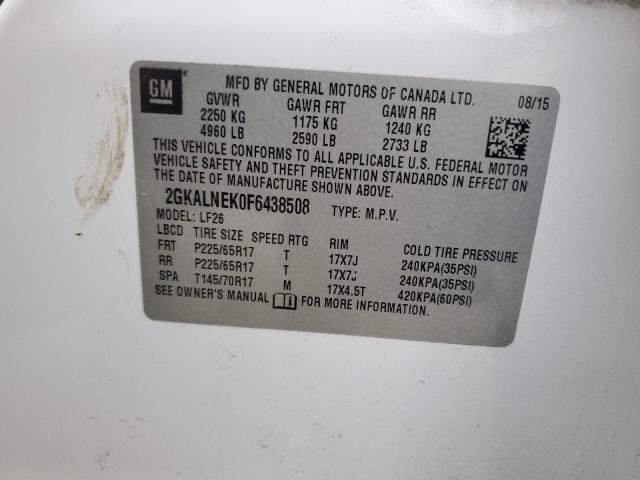 GM
MFD BY GENERAL MOTORS OF CANADA LTD. 08/15
GVWR GAWR FRT GAWR RR
2250 KG 1175 KG 1240 KG
4960 LB 2590 LB 2733 LB
THIS VEHICLE CONFORMS TO ALL APPLICABLE U.S. FEDERAL MOTOR
VEHICLE SAFETY AND THEFT PREVENTION STANDARDS IN EFFECT ON
THE DATE OF MANUFACTURE SHOWN ABOVE.
2GKALNEK0F6438508 TYPE: M.P.V.
MODEL: LF26
LBCD TIRE SIZE SPEED RTG RIM COLD TIRE PRESSURE
FRT P225/65R17 T 17X7J 240KPA(35PSI)
RR P225/65R17 T 17X7J 240KPA(35PSI)
SPA T145/70R17 M 17X4.5T 420KPA(60PSI)
SEE OWNER'S MANUAL FOR MORE INFORMATION.